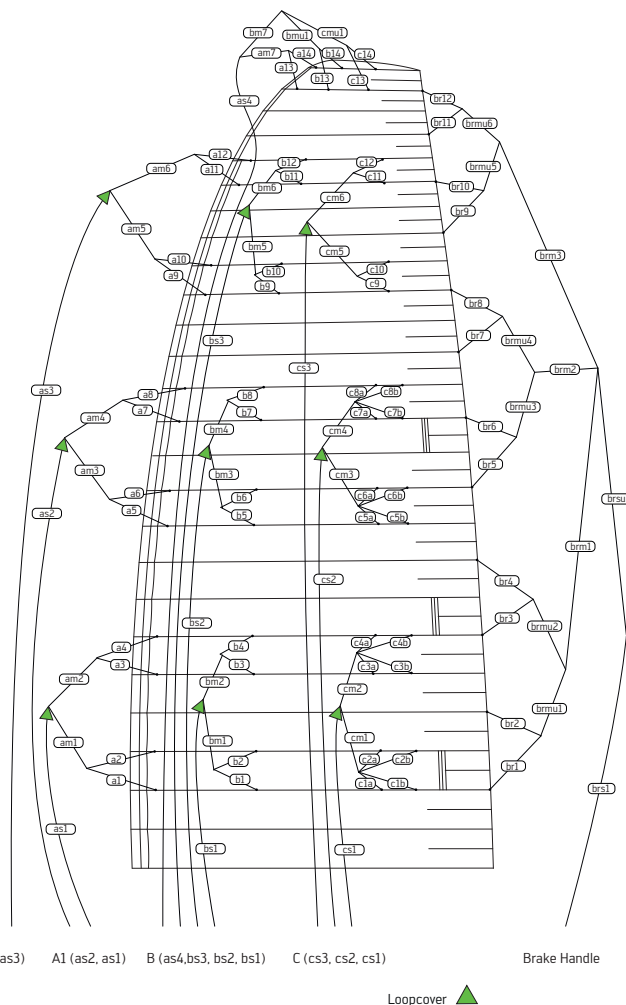 bm7 bmu1 cmu1
am7 a14 b14 c14
a13 b13 c13
as4 br12
br11 brmu6
a12 b12 c12 brmu5
am6 a11 b11 c11 br10
bm6 cm6 br9
am5 bm5 cm5 brm3
a10 b10 c10
a9 b9 c9
br8
bs3 br7 brmu4
cs3 brm2
as3 a8 b8 c8a c8b
am4 a7 b7 c7a c7b brmu3
bm4 cm4 br6
am3 bm3 cm3 br5
a6 b6 c6a c6b brsu
as2 a5 b5 c5a c5b
brm1
cs2 br4
bs2 br3
brmu2
a4 b4 c4a c4b
am2 a3 b3 c3a c3b
bm2 cm2
brmu1
am1 bm1 cm1 br2
a2 b2 c2a c2b br1
a1 b1 c1a c1b brs1
as1
bs1 cs1
as3) A1 (as2, as1) B (as4,bs3, bs2, bs1) C (cs3, cs2, cs1) Brake Handle
Loopcover